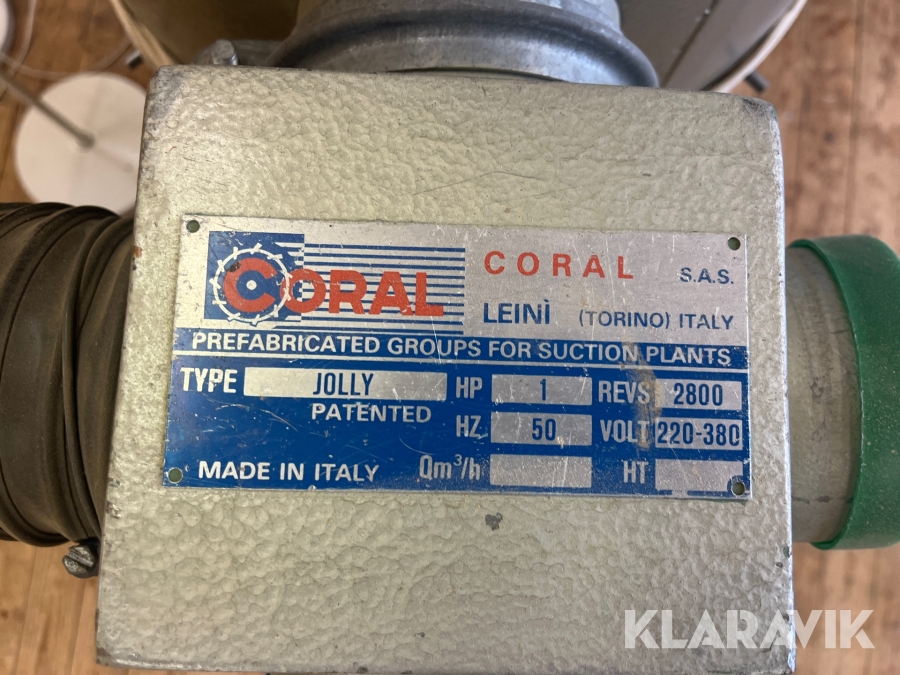 CORAL
CORAL S.A.S.
LEINÌ (TORINO) ITALY
PREFABRICATED GROUPS FOR SUCTION PLANTS
TYPE JOLLY HP 1 REVS 2800
PATENTED HZ 50 VOLT 220-380
MADE IN ITALY Qm³/h HT
KLARAVIK